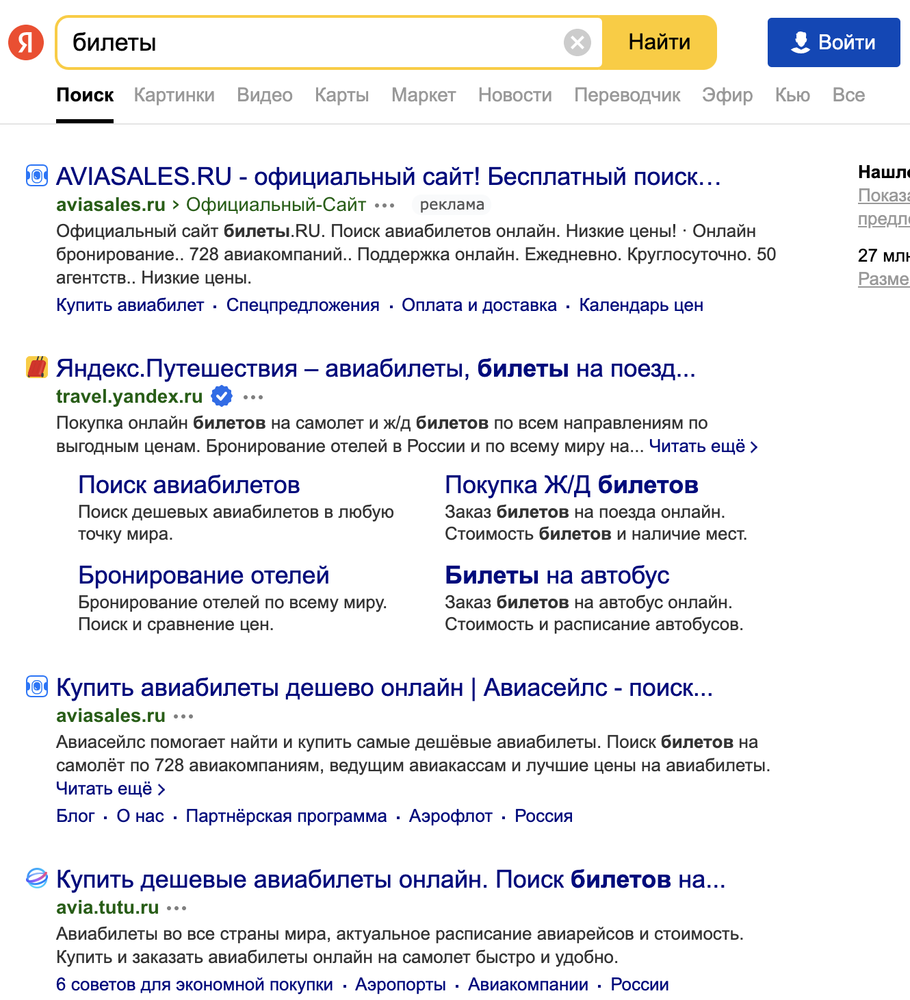 Я
билеты
Найти
Войти
Поиск Картинки Видео Карты Маркет Новости Переводчик Эфир Кью Все
AVIASALES.RU - официальный сайт! Бесплатный поиск...
aviasales.ru › Официальный-Сайт ••• реклама
Официальный сайт билеты.RU. Поиск авиабилетов онлайн. Низкие цены! · Онлайн
бронирование.. 728 авиакомпаний.. Поддержка онлайн. Ежедневно. Круглосуточно. 50
агентств.. Низкие цены.
Купить авиабилет · Спецпредложения · Оплата и доставка · Календарь цен
Яндекс.Путешествия – авиабилеты, билеты на поезд...
travel.yandex.ru •••
Покупка онлайн билетов на самолет и ж/д билетов по всем направлениям по
выгодным ценам. Бронирование отелей в России и по всему миру на... Читать ещё >
Поиск авиабилетов
Поиск дешевых авиабилетов в любую
точку мира.
Покупка Ж/Д билетов
Заказ билетов на поезда онлайн.
Стоимость билетов и наличие мест.
Бронирование отелей
Бронирование отелей по всему миру.
Поиск и сравнение цен.
Билеты на автобус
Заказ билетов на автобус онлайн.
Стоимость и расписание автобусов.
Купить авиабилеты дешево онлайн | Авиасейлс - поиск...
aviasales.ru •••
Авиасейлс помогает найти и купить самые дешёвые авиабилеты. Поиск билетов на
самолёт по 728 авиакомпаниям, ведущим авиакассам и лучшие цены на авиабилеты.
Читать ещё >
Блог · О нас · Партнёрская программа · Аэрофлот · Россия
Купить дешевые авиабилеты онлайн. Поиск билетов на...
avia.tutu.ru •••
Авиабилеты во все страны мира, актуальное расписание авиарейсов и стоимость.
Купить и заказать авиабилеты онлайн на самолет быстро и удобно.
6 советов для экономной покупки · Аэропорты · Авиакомпании · России
27